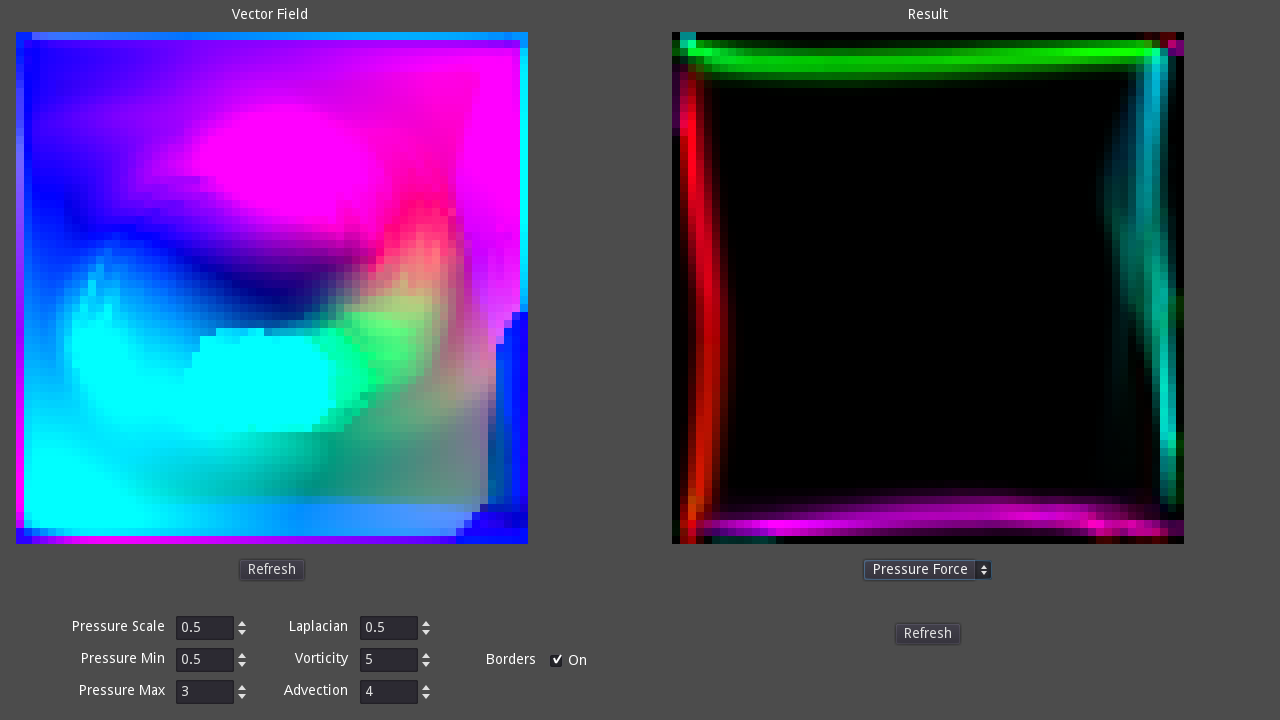 Vector Field
Result
Refresh
Pressure Force
Pressure Scale 0.5 Laplacian 0.5
Refresh
Pressure Min 0.5 Vorticity 5 Borders On
Pressure Max 3 Advection 4